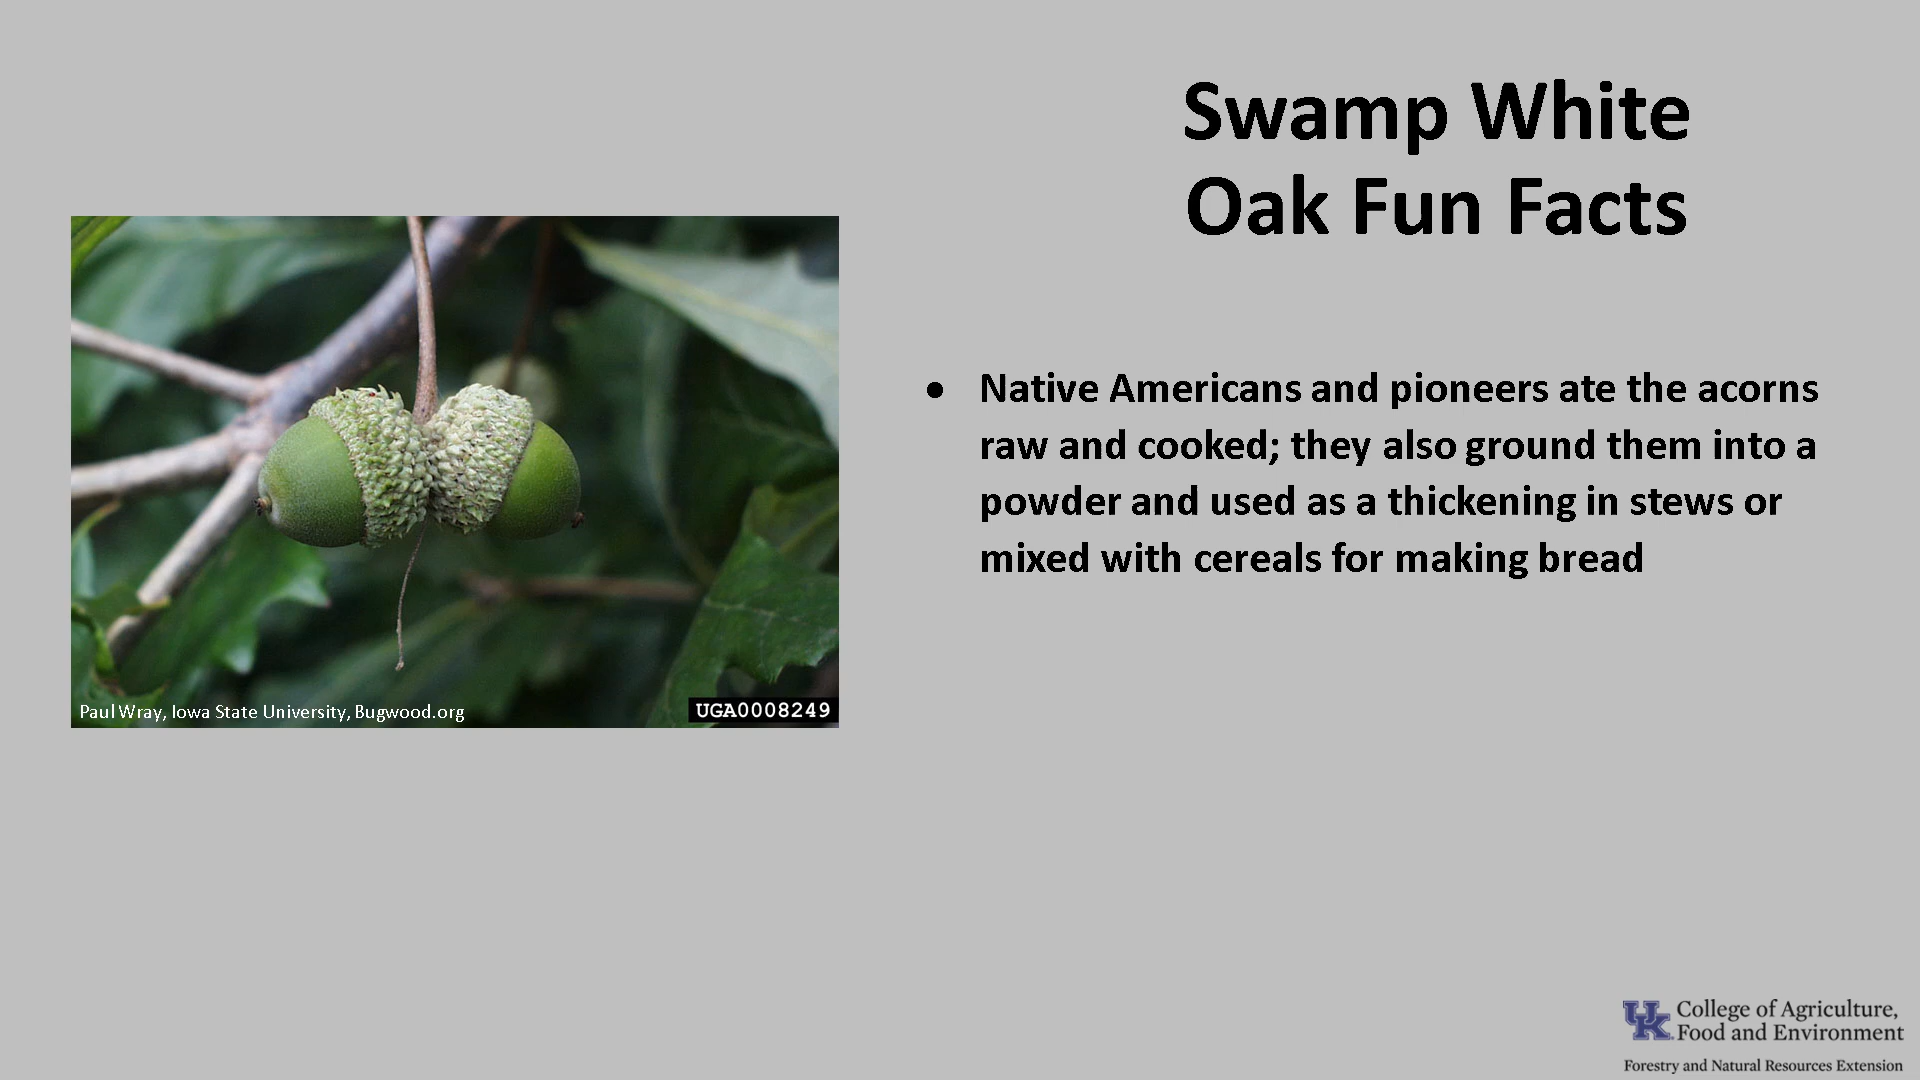 Swamp White
Oak Fun Facts
● Native Americans and pioneers ate the acorns
raw and cooked; they also ground them into a
powder and used as a thickening in stews or
mixed with cereals for making bread
Paul Wray, Iowa State University, Bugwood.org
UGA0008249
UK College of Agriculture,
Food and Environment
Forestry and Natural Resources Extension